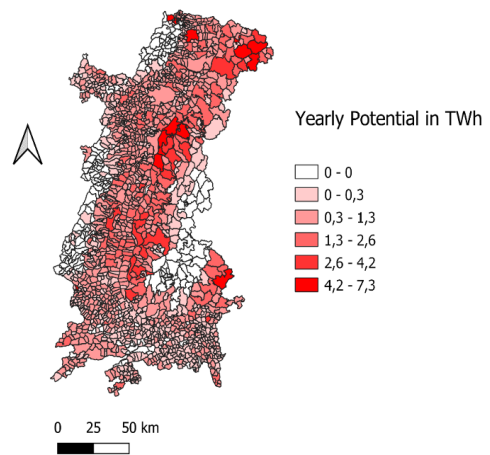 Yearly Potential in TWh
0 - 0
0 - 0,3
0,3 - 1,3
1,3 - 2,6
2,6 - 4,2
4,2 - 7,3
0 25 50 km